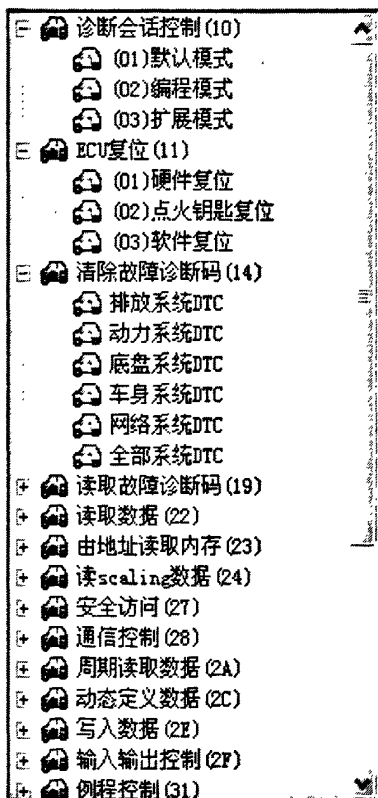 诊断会话控制(10)
(01)默认模式
(02)编程模式
(03)扩展模式
ECU复位(11)
(01)硬件复位
(02)点火钥匙复位
(03)软件复位
清除故障诊断码(14)
排放系统DTC
动力系统DTC
底盘系统DTC
车身系统DTC
网络系统DTC
全部系统DTC
读取故障诊断码(19)
读取数据(22)
由地址读取内存(23)
读scaling数据(24)
安全访问(27)
通信控制(28)
周期读取数据(2A)
动态定义数据(2C)
写入数据(2E)
输入输出控制(2F)
例程控制(31)